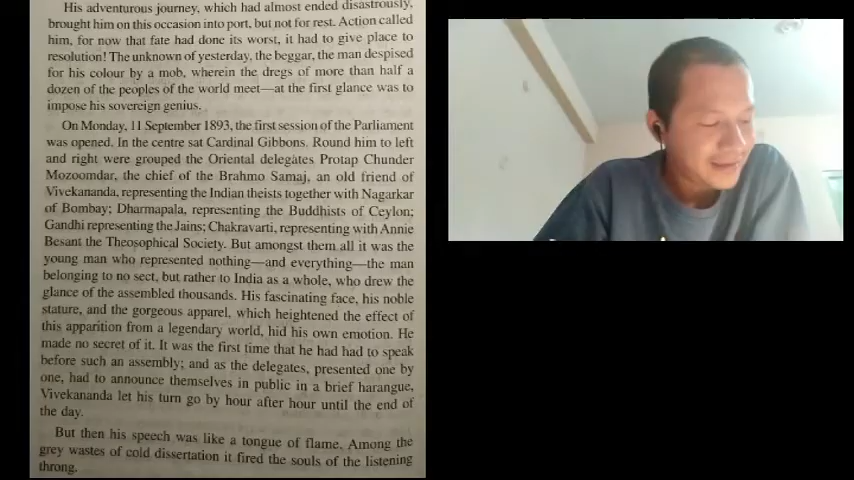 His adventurous journey, which had almost ended disastrously,
brought him on this occasion into port, but not for rest. Action called
him, for now that fate had done its worst, it had to give place to
resolution! The unknown of yesterday, the beggar, the man despised
for his colour by a mob, wherein the dregs of more than half a
dozen of the peoples of the world meet—at the first glance was to
impose his sovereign genius.
On Monday, 11 September 1893, the first session of the Parliament
was opened. In the centre sat Cardinal Gibbons. Round him to left
and right were grouped the Oriental delegates Protap Chunder
Mozoomdar, the chief of the Brahmo Samaj, an old friend of
Vivekananda, representing the Indian theists together with Nagarkar
of Bombay; Dharmapala, representing the Buddhists of Ceylon;
Gandhi representing the Jains; Chakravarti, representing with Annie
Besant the Theosophical Society. But amongst them all it was the
young man who represented nothing—and everything—the man
belonging to no sect, but rather to India as a whole, who drew the
glance of the assembled thousands. His fascinating face, his noble
stature, and the gorgeous apparel, which heightened the effect of
this apparition from a legendary world, hid his own emotion. He
made no secret of it. It was the first time that he had had to speak
before such an assembly; and as the delegates, presented one by
one, had to announce themselves in public in a brief harangue,
Vivekananda let his turn go by hour after hour until the end of
the day.
But then his speech was like a tongue of flame. Among the
grey wastes of cold dissertation it fired the souls of the listening
throng.